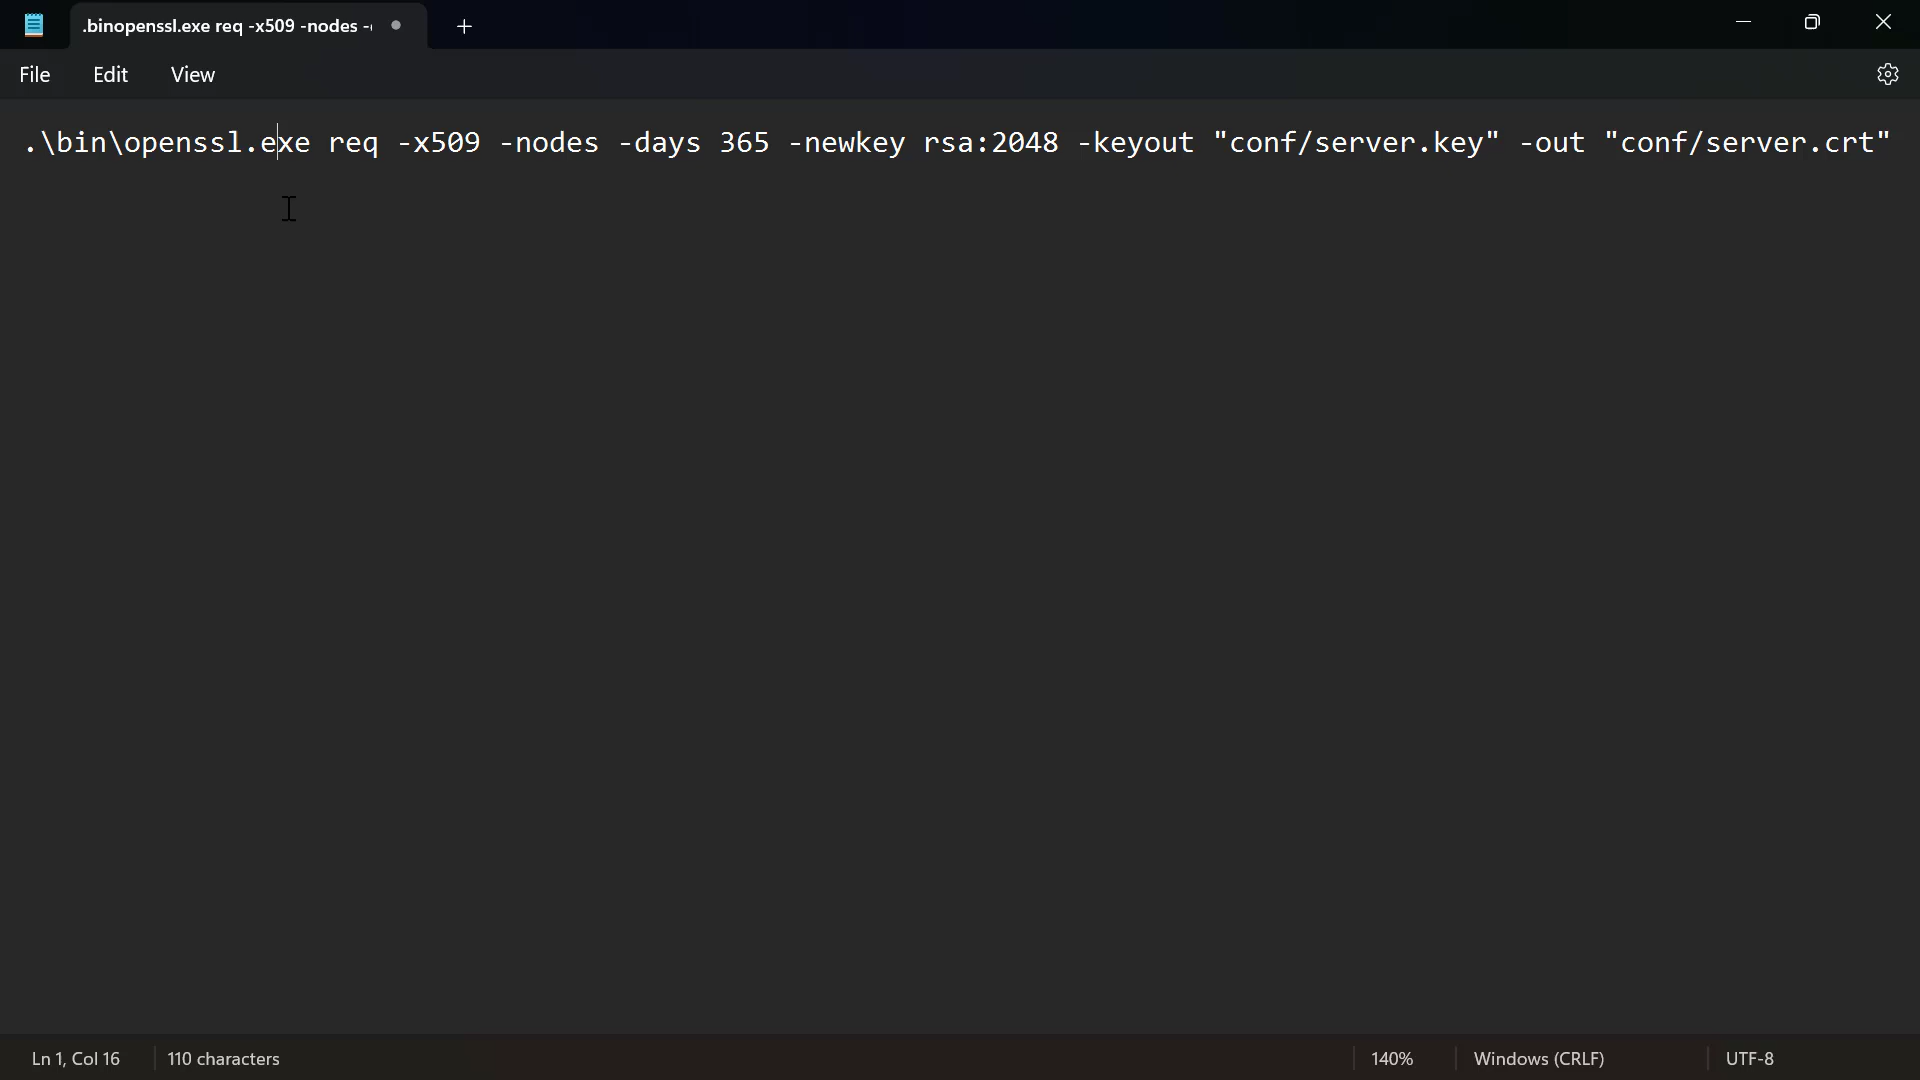 .binopenssl.exe req -x509 -nodes -
File Edit View
.\bin\openssl.exe req -x509 -nodes -days 365 -newkey rsa:2048 -keyout "conf/server.key" -out "conf/server.crt"
Ln 1, Col 16 110 characters 140% Windows (CRLF) UTF-8